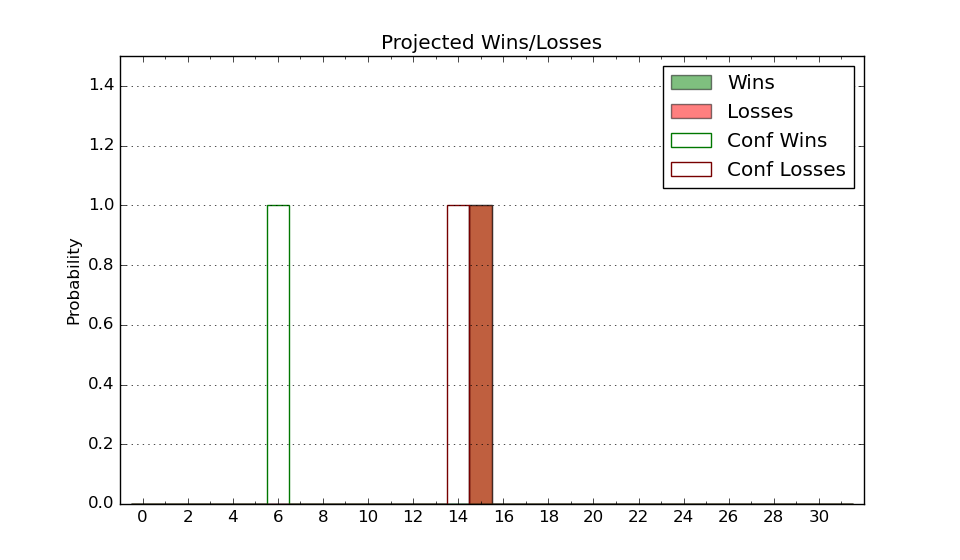 Projected Wins/Losses
1.4
1.2
1.0
0.8
0.6
0.4
0.2
0.0
Probability
Wins
Losses
Conf Wins
Conf Losses
0 2 4 6 8 10 12 14 16 18 20 22 24 26 28 30